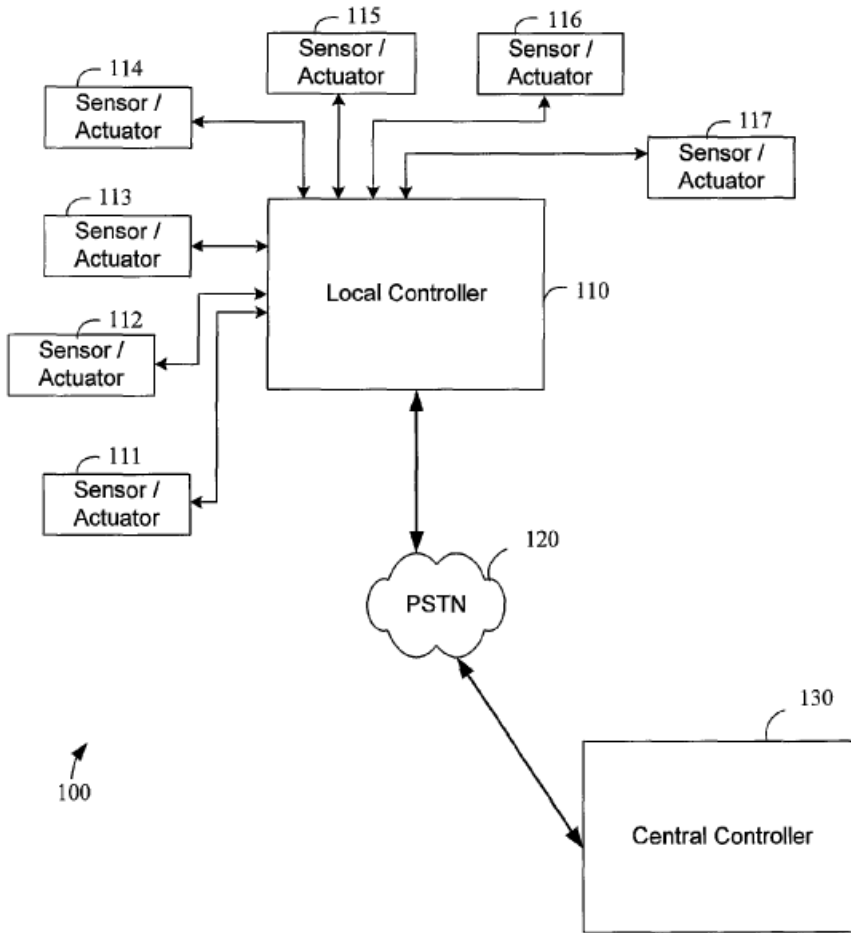 115
Sensor /
Actuator
116
Sensor /
Actuator
114
Sensor /
Actuator
117
Sensor /
Actuator
113
Sensor /
Actuator
Local Controller
110
112
Sensor /
Actuator
111
Sensor /
Actuator
120
PSTN
130
100
Central Controller